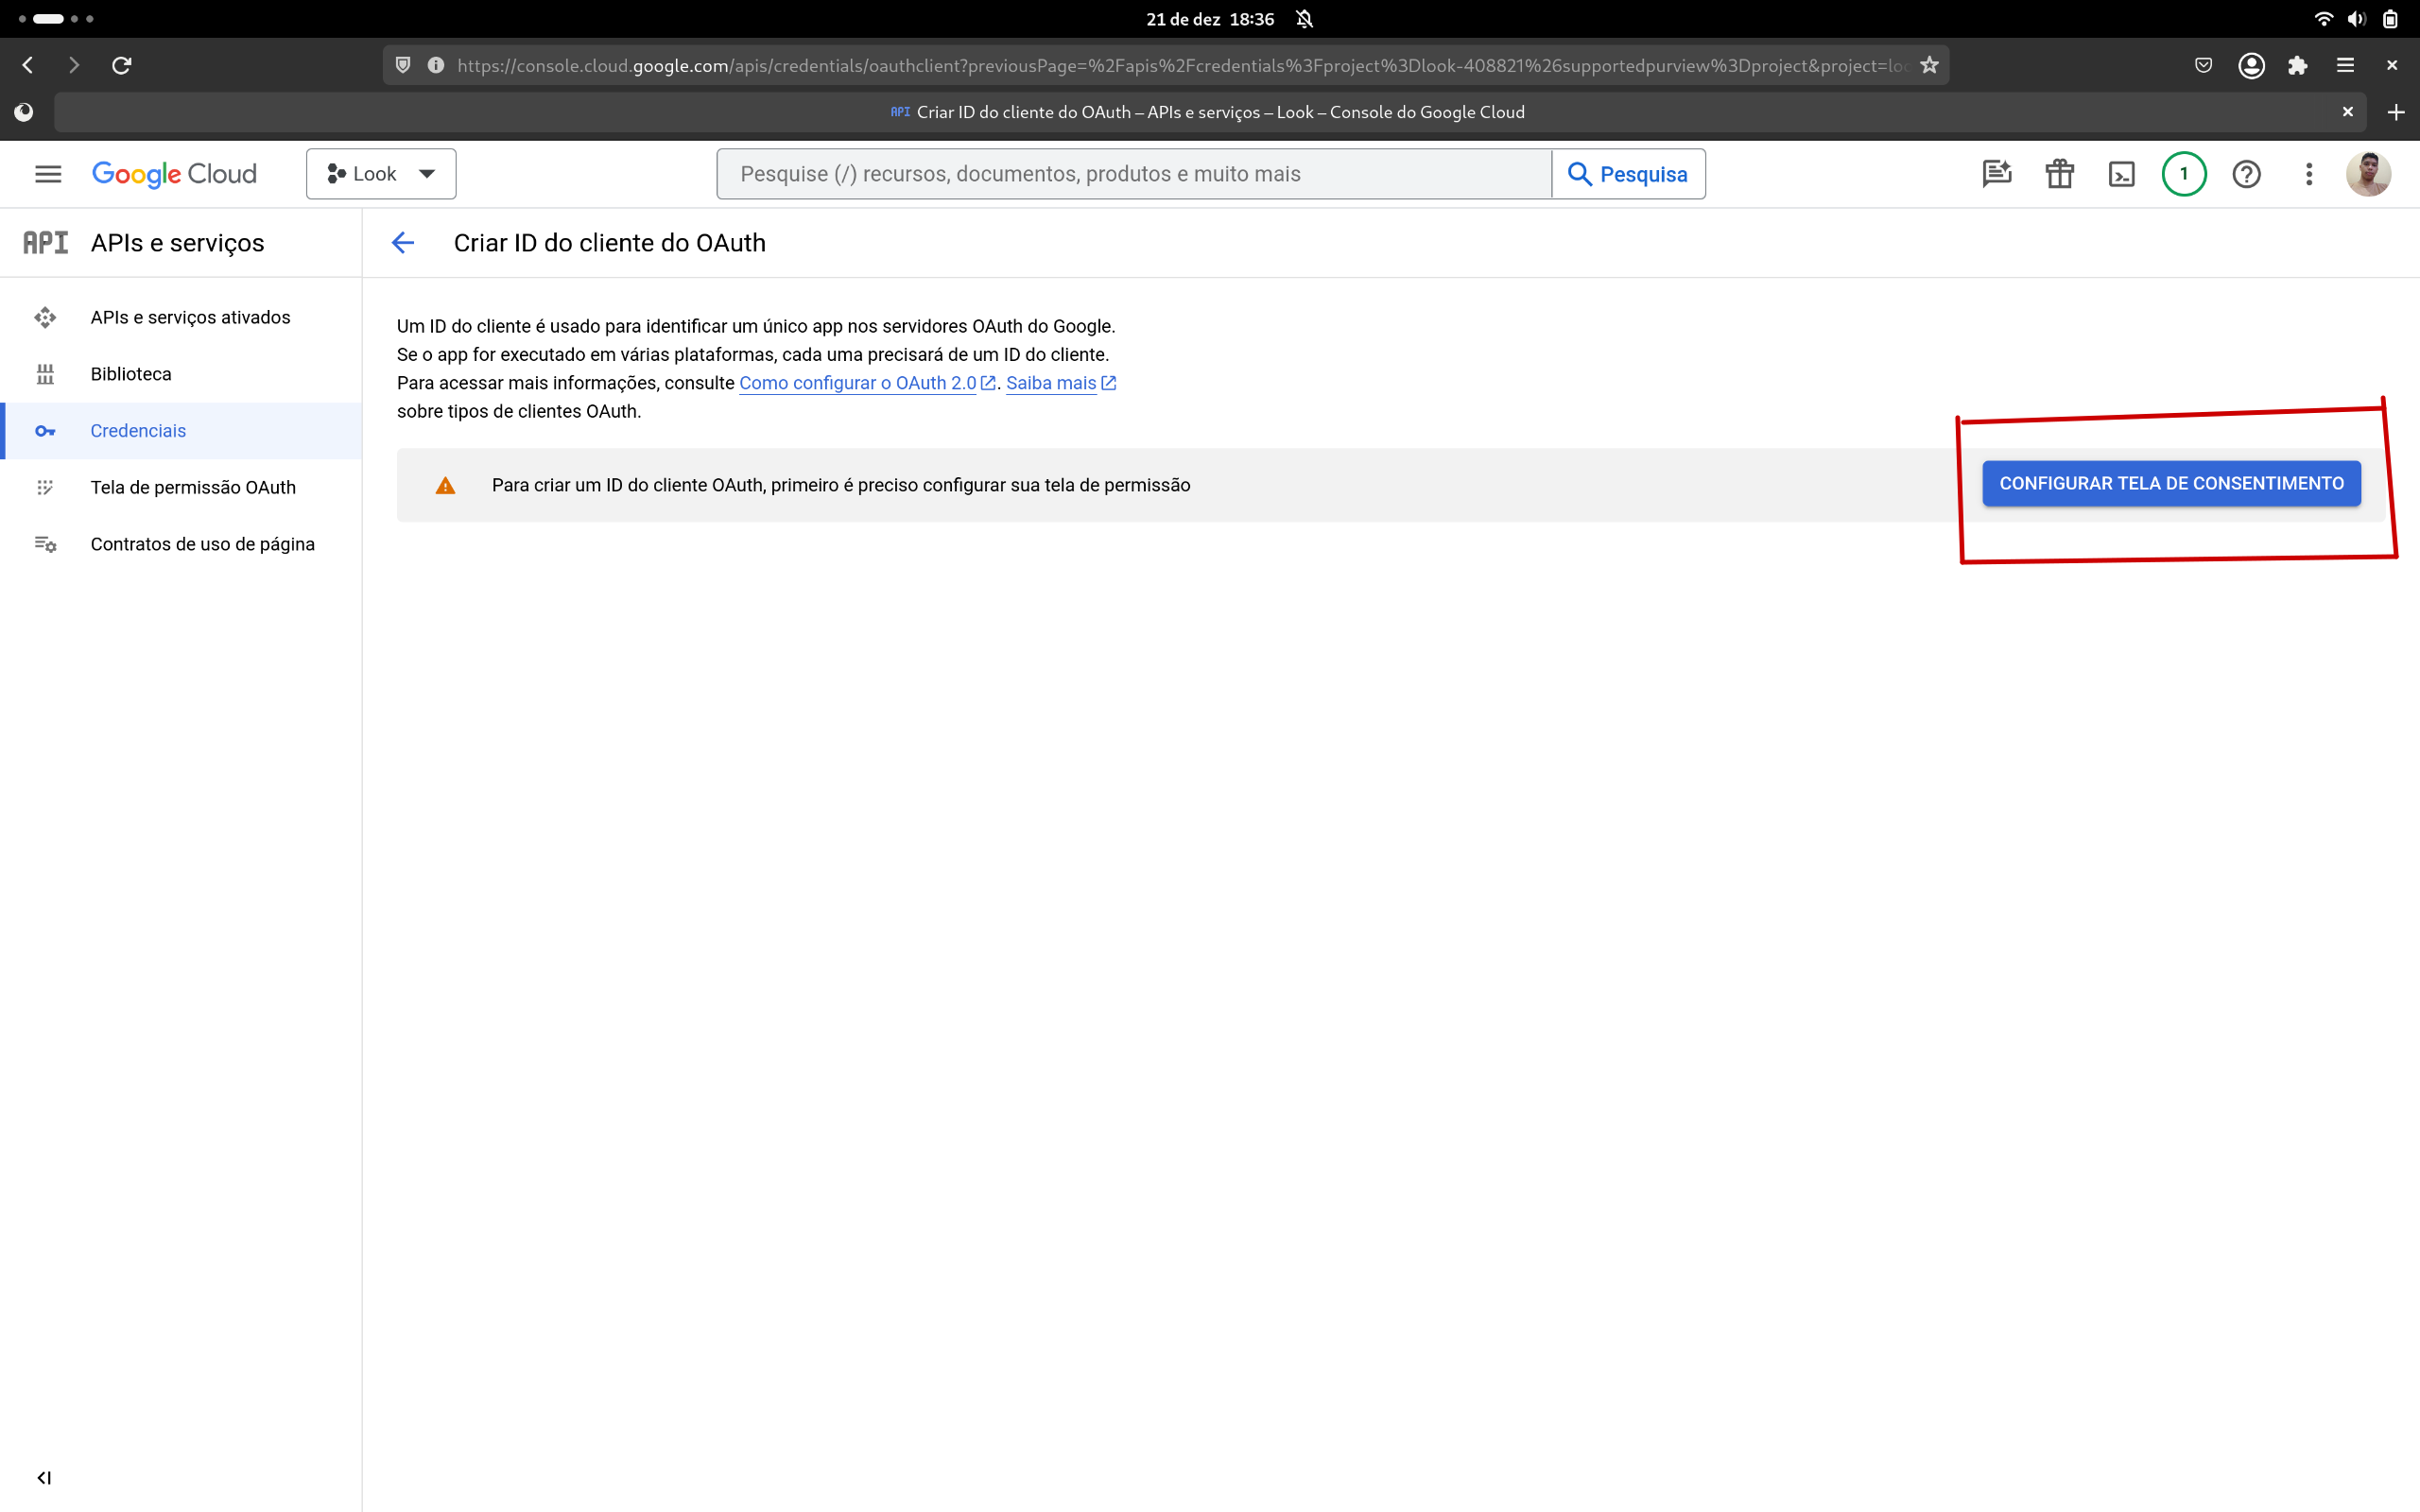 21 de dez 18:36
https://console.cloud.google.com/apis/credentials/oauthclient?previousPage=%2Fapis%2Fcredentials%3Fproject%3Dlook-408821%26supportedpurview%3Dproject&project=loo
API Criar ID do cliente do OAuth – APIs e serviços – Look – Console do Google Cloud
Google Cloud
Look
Pesquise (/) recursos, documentos, produtos e muito mais
Pesquisa
1
API APIs e serviços
Criar ID do cliente do OAuth
APIs e serviços ativados
Biblioteca
Credenciais
Tela de permissão OAuth
Contratos de uso de página
Um ID do cliente é usado para identificar um único app nos servidores OAuth do Google.
Se o app for executado em várias plataformas, cada uma precisará de um ID do cliente.
Para acessar mais informações, consulte Como configurar o OAuth 2.0. Saiba mais
sobre tipos de clientes OAuth.
Para criar um ID do cliente OAuth, primeiro é preciso configurar sua tela de permissão
CONFIGURAR TELA DE CONSENTIMENTO